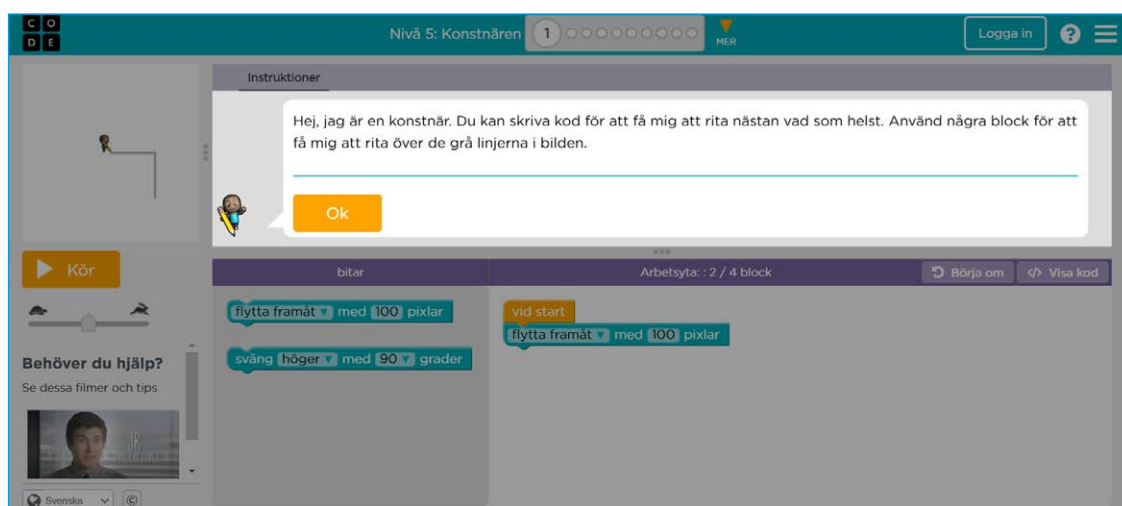 C O
D E
Nivå 5: Konstnären
1
MER
Logga in
?
Instruktioner
Hej, jag är en konstnär. Du kan skriva kod för att få mig att rita nästan vad som helst. Använd några block för att
få mig att rita över de grå linjerna i bilden.
Ok
Kör
bitar
Arbetsyta: : 2 / 4 block
Börja om
</> Visa kod
flytta framåt med 100 pixlar
sväng höger med 90 grader
vid start
flytta framåt med 100 pixlar
Behöver du hjälp?
Se dessa filmer och tips
JR
Svenska
©